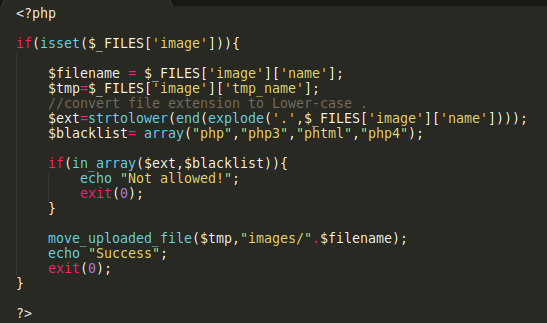 <?php
if(isset($_FILES['image'])){
$filename = $_FILES['image']['name'];
$tmp=$_FILES['image']['tmp_name'];
//convert file extension to Lower-case .
$ext=strtolower(end(explode('.',$_FILES['image']['name'])));
$blacklist= array("php","php3","phtml","php4");
if(in_array($ext,$blacklist)){
echo "Not allowed!";
exit(0);
}
move_uploaded_file($tmp,"images/".$filename);
echo "Success";
exit(0);
}
?>